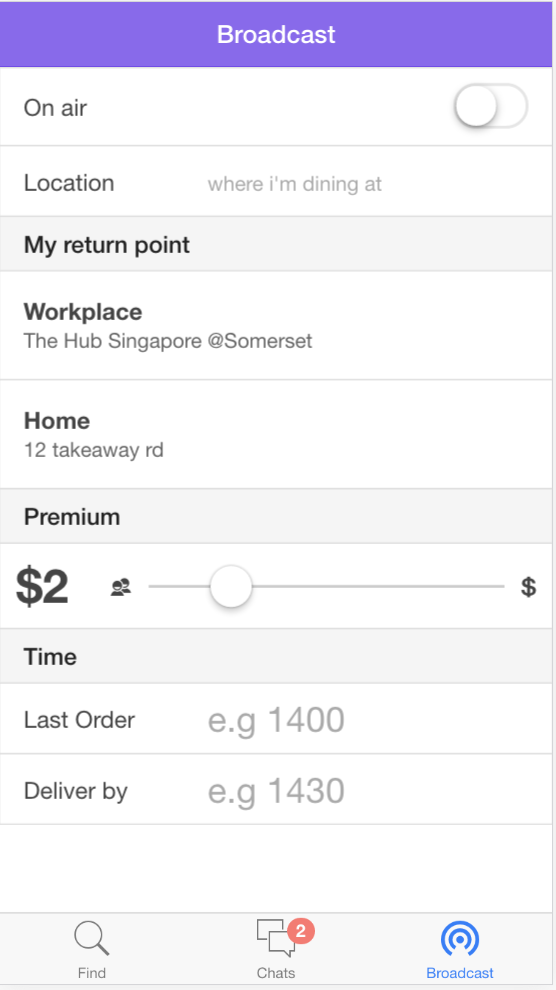 Broadcast
On air
Location where i'm dining at
My return point
Workplace
The Hub Singapore @Somerset
Home
12 takeaway rd
Premium
$2 $
Time
Last Order e.g 1400
Deliver by e.g 1430
2
Find Chats Broadcast